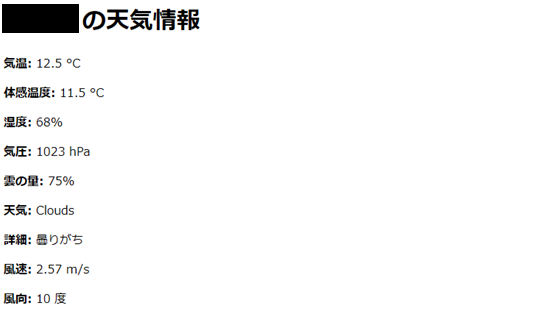 の天気情報
気温: 12.5 °C
体感温度: 11.5 °C
湿度: 68%
気圧: 1023 hPa
雲の量: 75%
天気: Clouds
詳細: 曇りがち
風速: 2.57 m/s
風向: 10 度